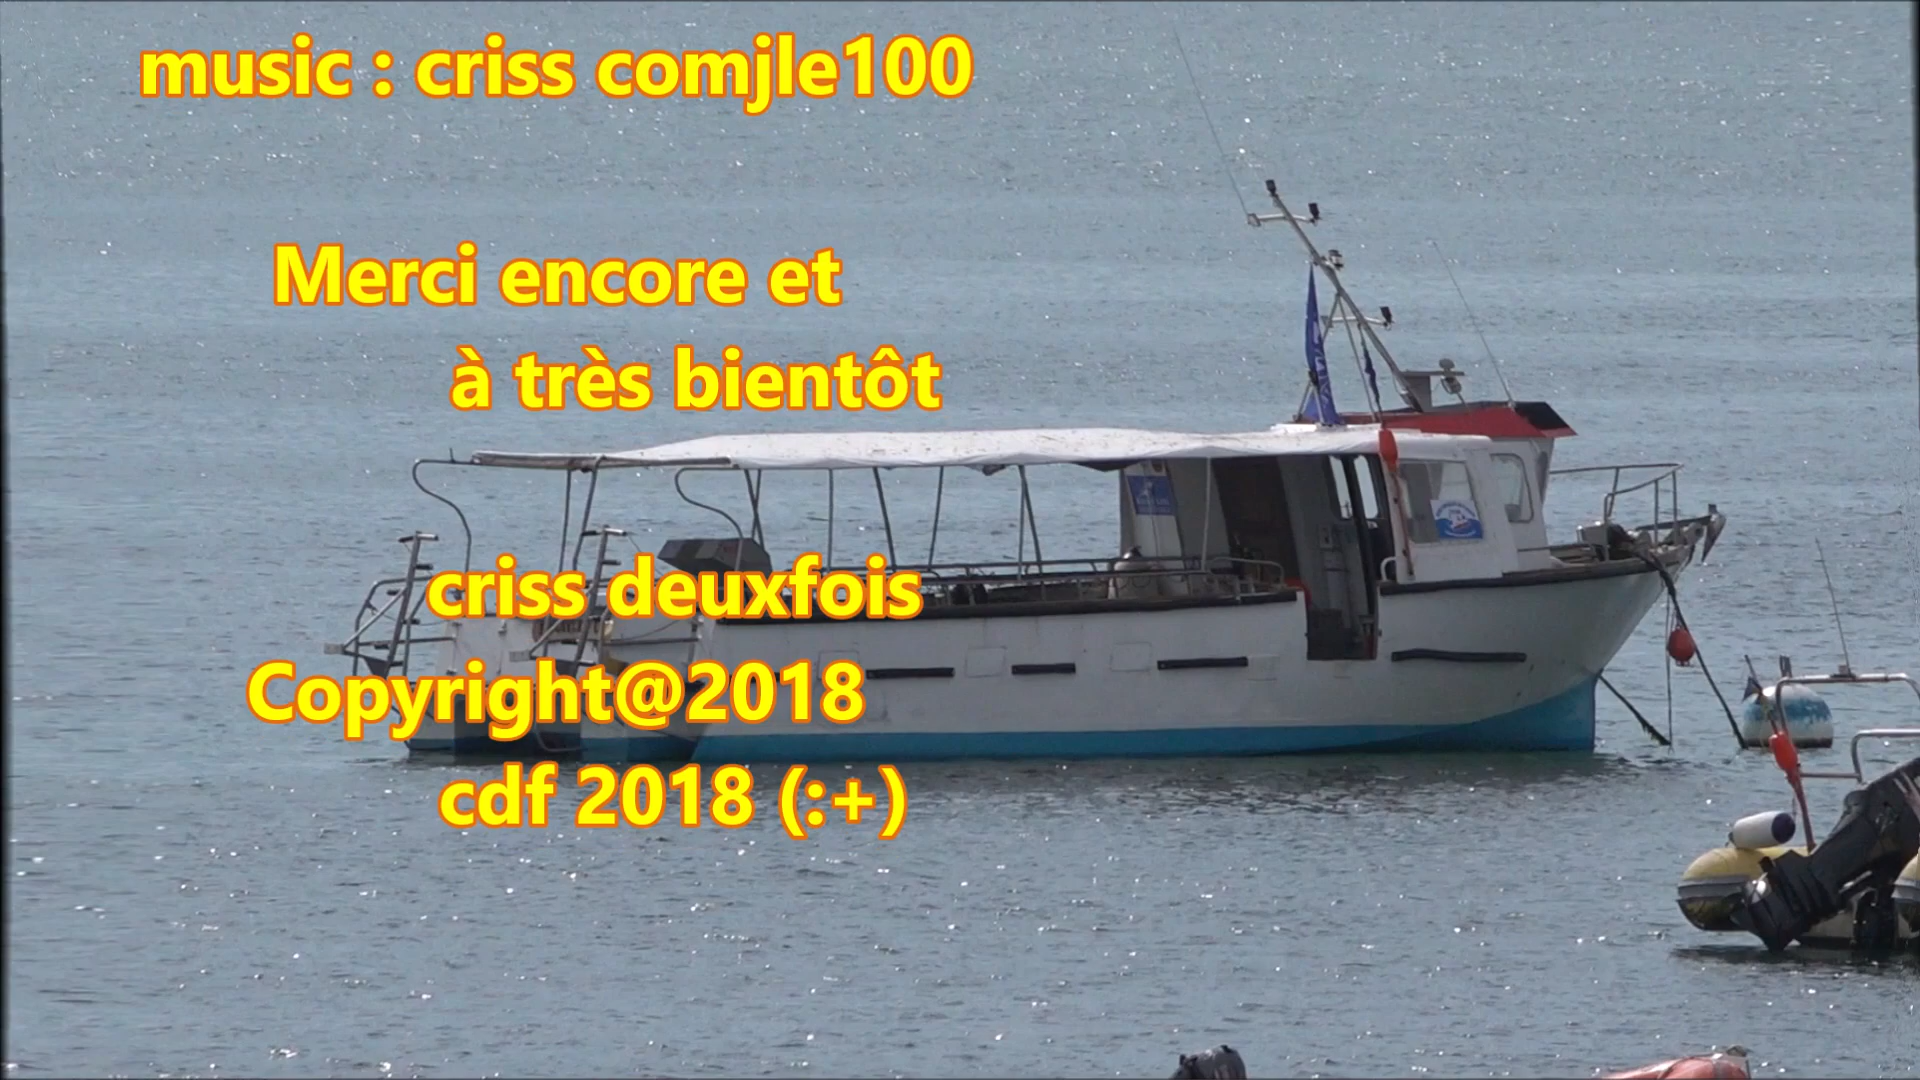 music : criss comjle100
Merci encore et
à très bientôt
criss deuxfois
Copyright@2018
cdf 2018 (:+)